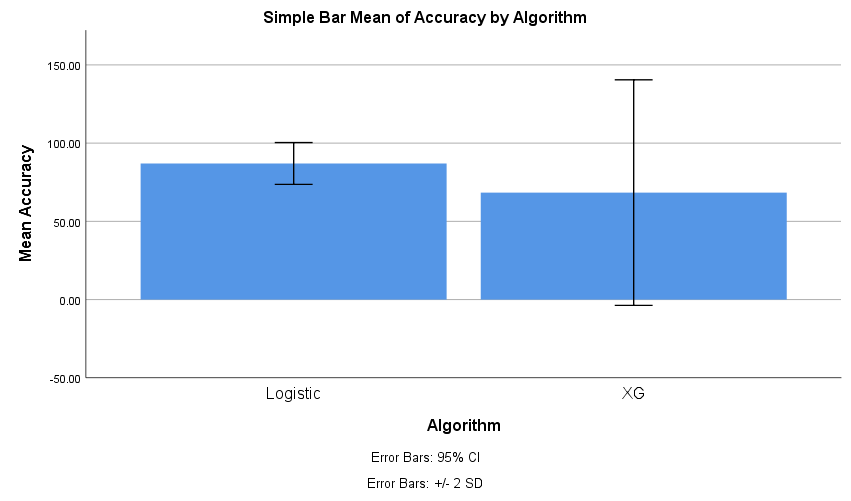 Simple Bar Mean of Accuracy by Algorithm
Mean Accuracy
150.00
100.00
50.00
0.00
-50.00
Logistic
XG
Algorithm
Error Bars: 95% CI
Error Bars: +/- 2 SD